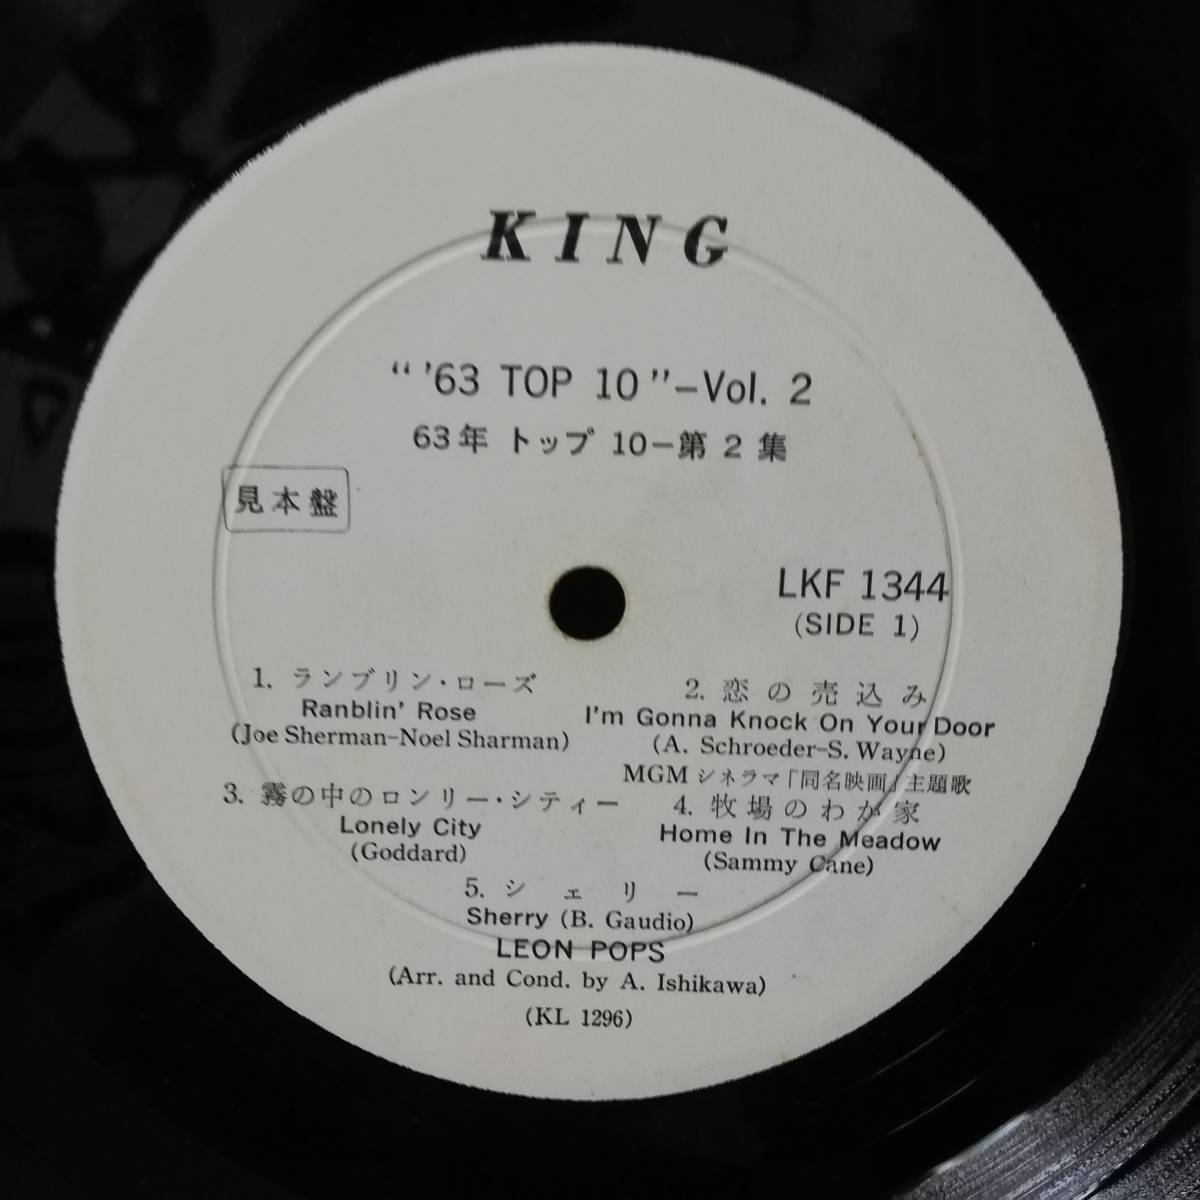 KING
“ ’63 TOP 10 ”–Vol. 2
63年 トップ 10－第 2 集
見本盤
LKF 1344
(SIDE 1)
1. ランブリン・ローズ
Ranblin' Rose
(Joe Sherman-Noel Sharman)
2. 恋の売込み
I'm Gonna Knock On Your Door
(A. Schroeder-S. Wayne)
MGM シネラマ「同名映画」主題歌
3. 霧の中のロンリー・シティー
Lonely City
(Goddard)
4. 牧場のわが家
Home In The Meadow
(Sammy Cane)
5. シェリー
Sherry (B. Gaudio)
LEON POPS
(Arr. and Cond. by A. Ishikawa)
(KL 1296)